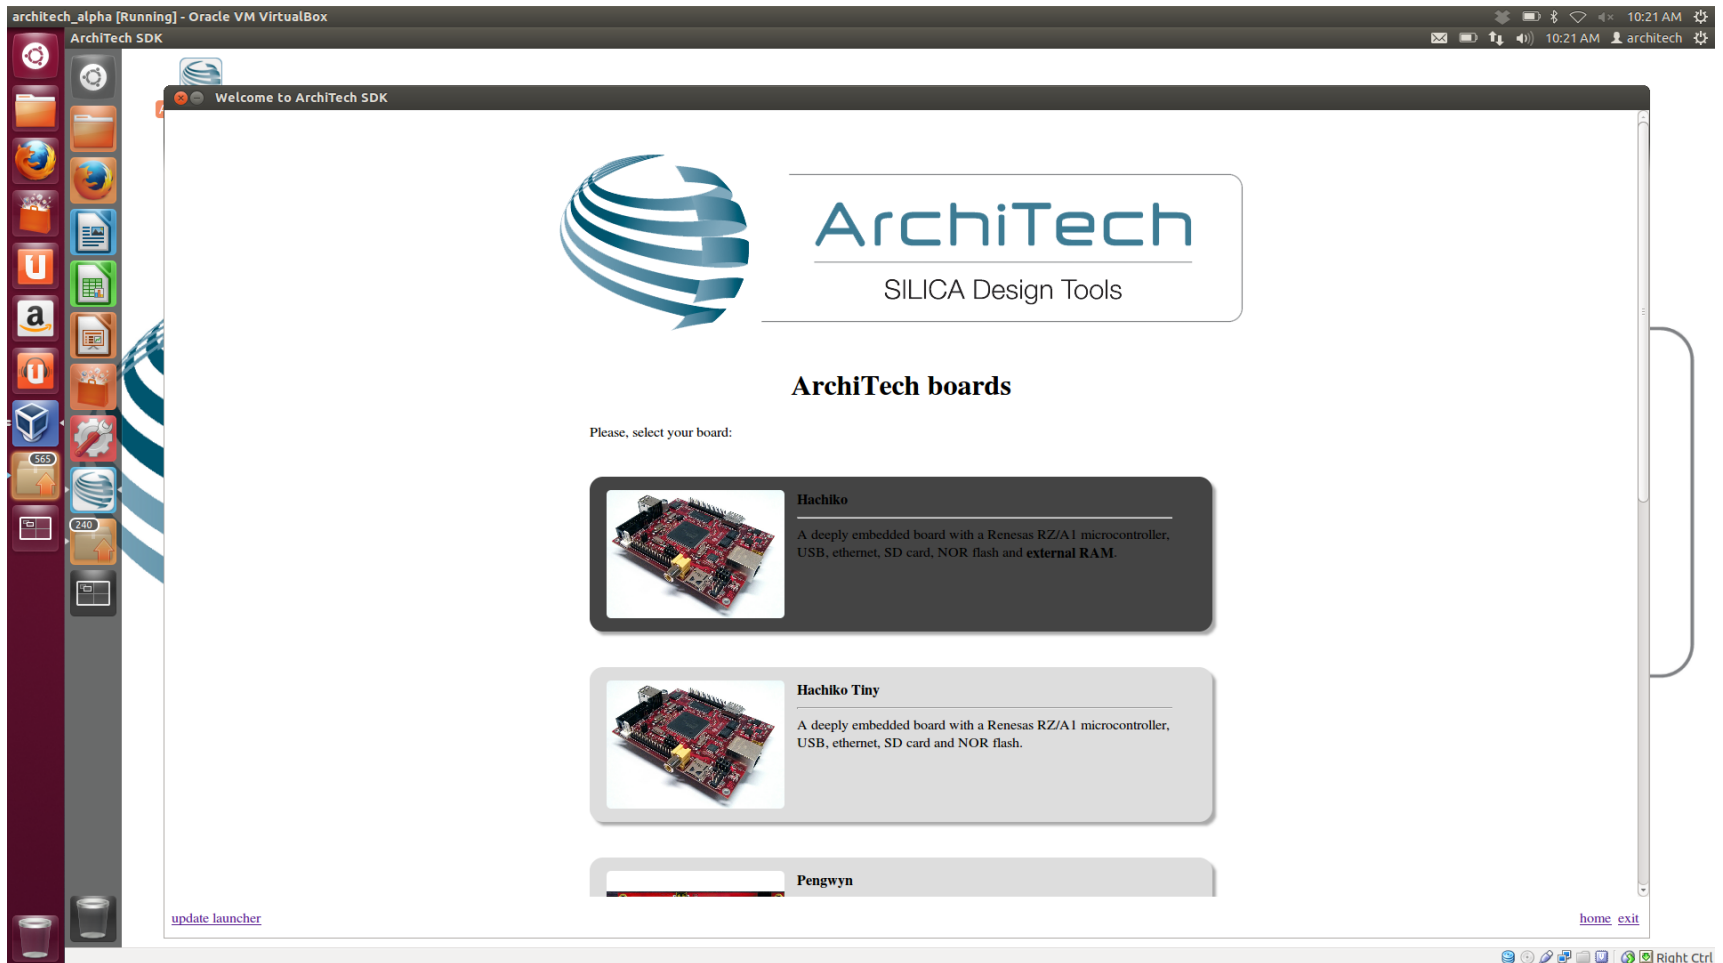 architech_alpha [Running] - Oracle VM VirtualBox
10:21 AM
ArchiTech SDK
10:21 AM architech
Welcome to ArchiTech SDK
ArchiTech
SILICA Design Tools
ArchiTech boards
Please, select your board:
Hachiko
A deeply embedded board with a Renesas RZ/A1 microcontroller,
USB, ethernet, SD card, NOR flash and external RAM.
Hachiko Tiny
A deeply embedded board with a Renesas RZ/A1 microcontroller,
USB, ethernet, SD card and NOR flash.
Pengwyn
565
240
update launcher
home exit
Right Ctrl